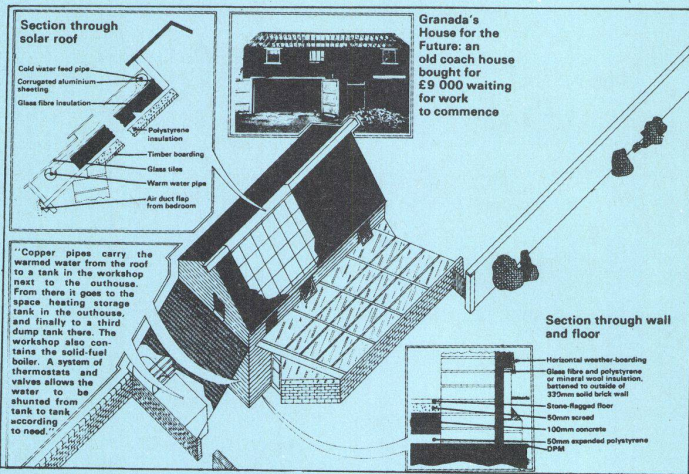 Section through
solar roof
Cold water feed pipe
Corrugated aluminium
sheeting
Glass fibre insulation
Polystyrene
insulation
Timber boarding
Glass tiles
Warm water pipe
Air duct flap
from bedroom
Granada's
House for the
Future: an
old coach house
bought for
£9 000 waiting
for work
to commence
"Copper pipes carry the
warmed water from the roof
to a tank in the workshop
next to the outhouse.
From there it goes to the
space heating storage
tank in the outhouse,
and finally to a third
dump tank there. The
workshop also con-
tains the solid-fuel
boiler. A system of
thermostats and
valves allows the
water to be
shunted from
tank to tank
according
to need."
Section through wall
and floor
Horizontal weather-boarding
Glass fibre and polystyrene
or mineral wool insulation,
battened to outside of
330mm solid brick wall
Stone-flagged floor
50mm screed
100mm concrete
50mm expanded polystyrene
DPM